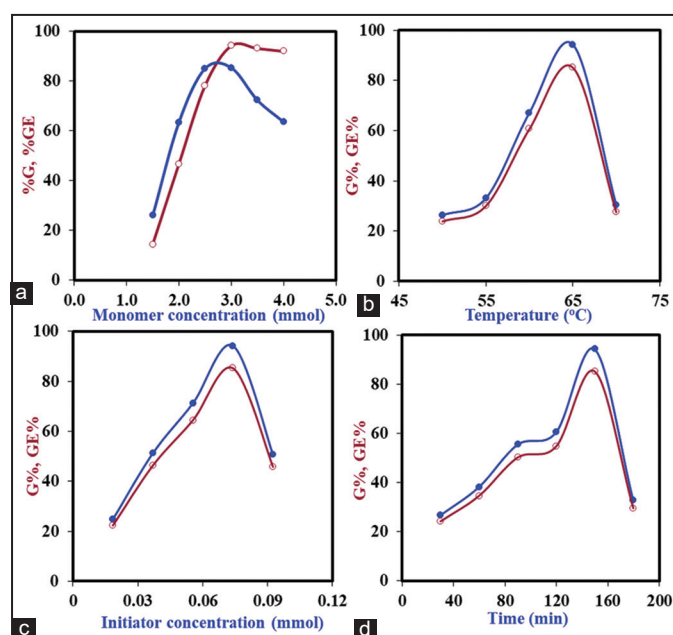 100
80
60
40
20
0
%G, %GE
0.0 1.0 2.0 3.0 4.0 5.0
Monomer concentration (mmol)
a
100
80
60
40
20
0
G%, GE%
45 55 65 75
Temperature (ºC)
b
100
80
60
40
20
0
G%, GE%
0 0.03 0.06 0.09 0.12
Initiator concentration (mmol)
c
100
80
60
40
20
0
G%, GE%
0 40 80 120 160 200
Time (min)
d